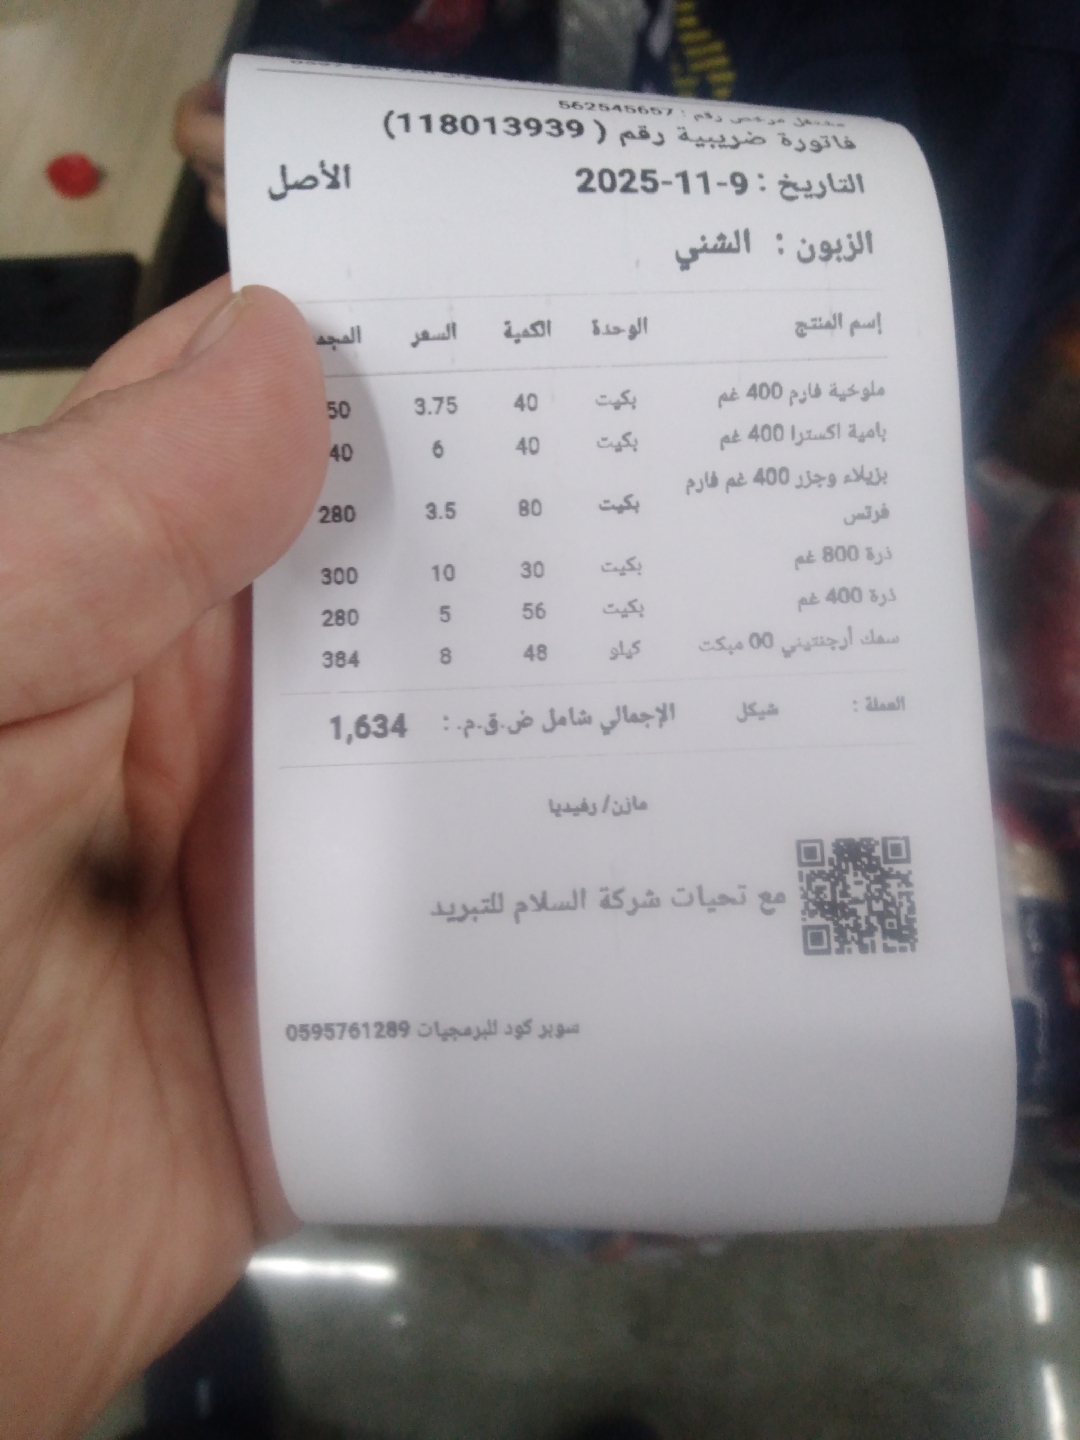 مشتغل مرخص رقم : 562545657
فاتورة ضريبية رقم ( 118013939)
التاريخ : 9-11-2025 الأصل
الزبون : الشني
إسم المنتج الوحدة الكمية السعر المجم
ملوخية فارم 400 غم بكيت 40 3.75 50
بامية اكسترا 400 غم بكيت 40 6 40
بزيلاء وجزر 400 غم فارم
فرتس بكيت 80 3.5 280
ذرة 800 غم بكيت 30 10 300
ذرة 400 غم بكيت 56 5 280
سمك أرجنتيني 00 مبكت كيلو 48 8 384
العملة : شيكل الإجمالي شامل ض.ق.م. : 1,634
مازن/ رفيديا
مع تحيات شركة السلام للتبريد
سوبر كود للبرمجيات 0595761289